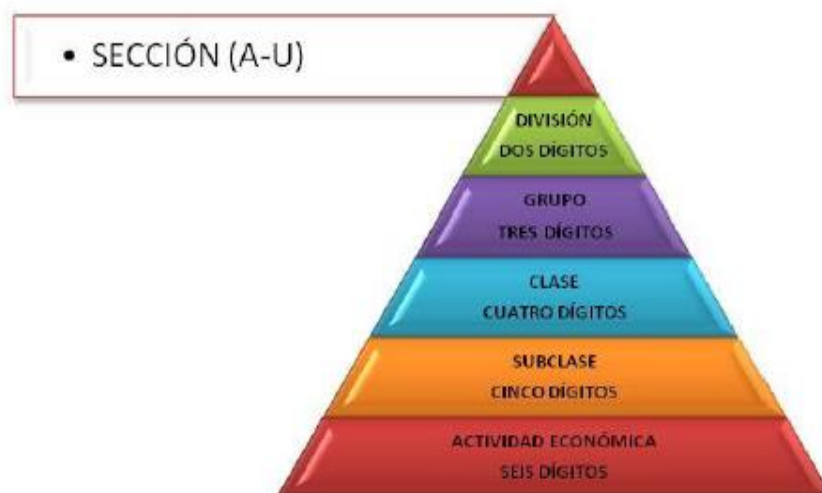 • SECCIÓN (A-U)
DIVISIÓN
DOS DÍGITOS
GRUPO
TRES DÍGITOS
CLASE
CUATRO DÍGITOS
SUBCLASE
CINCO DÍGITOS
ACTIVIDAD ECONÓMICA
SEIS DÍGITOS